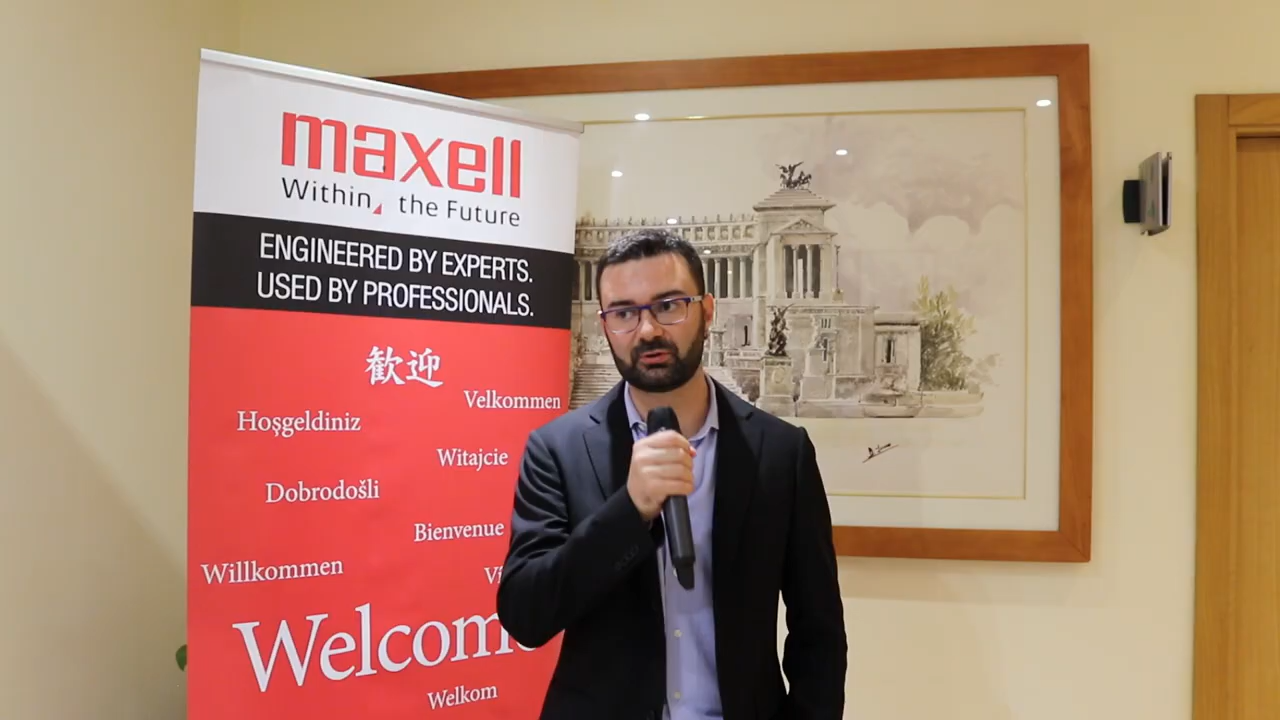 maxell
Within, the Future
ENGINEERED BY EXPERTS.
USED BY PROFESSIONALS.
歡迎
Velkommen
Hoşgeldiniz
Witajcie
Dobrodošli
Bienvenue
Willkommen
Welcome
Welkom